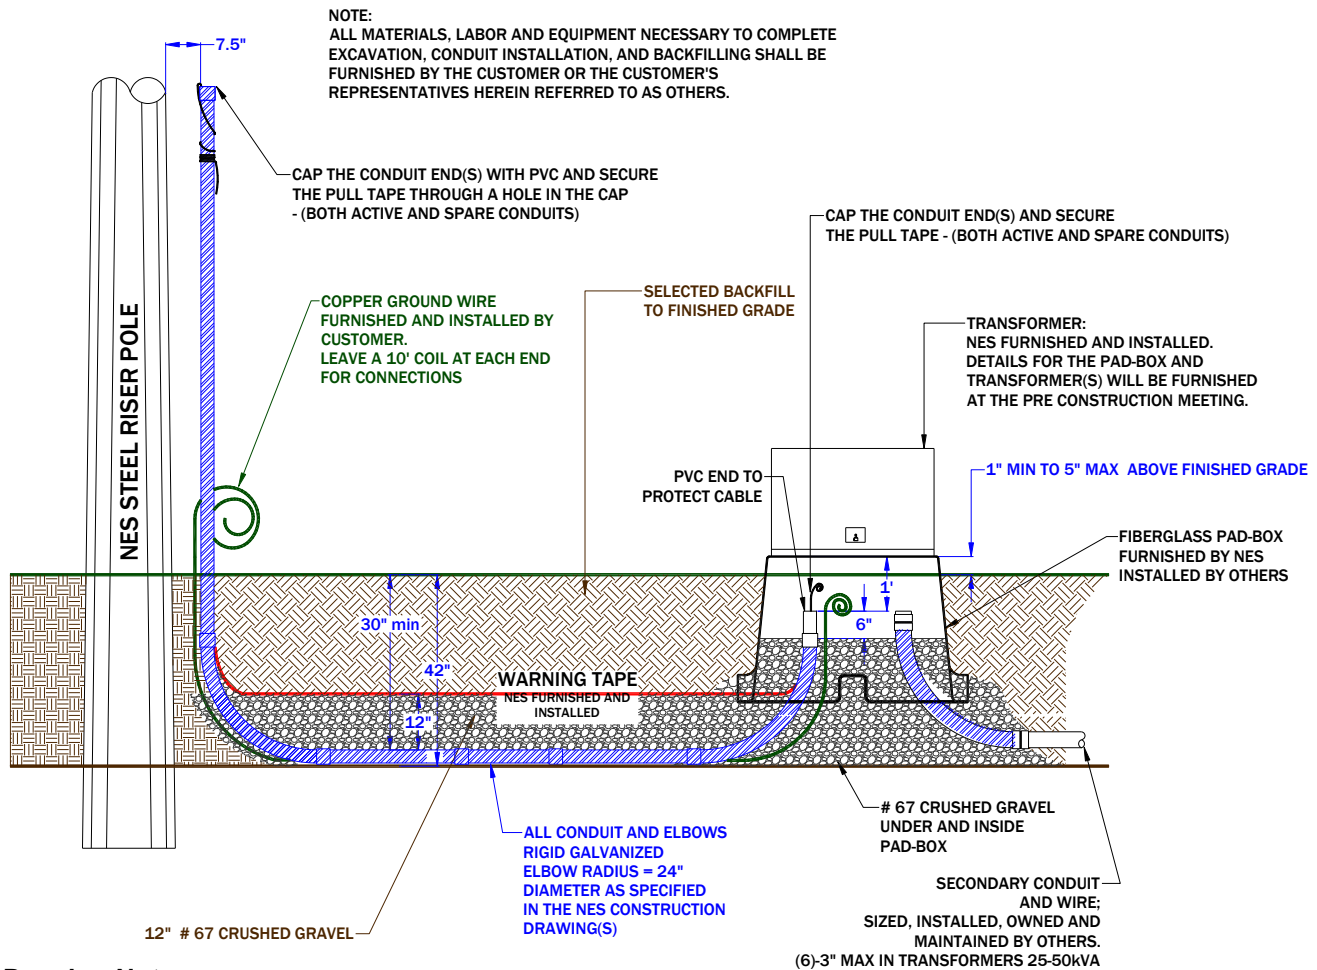 NOTE:
ALL MATERIALS, LABOR AND EQUIPMENT NECESSARY TO COMPLETE
EXCAVATION, CONDUIT INSTALLATION, AND BACKFILLING SHALL BE
FURNISHED BY THE CUSTOMER OR THE CUSTOMER'S
REPRESENTATIVES HEREIN REFERRED TO AS OTHERS.
7.5"
CAP THE CONDUIT END(S) WITH PVC AND SECURE
THE PULL TAPE THROUGH A HOLE IN THE CAP
- (BOTH ACTIVE AND SPARE CONDUITS)
CAP THE CONDUIT END(S) AND SECURE
THE PULL TAPE - (BOTH ACTIVE AND SPARE CONDUITS)
NES STEEL RISER POLE
COPPER GROUND WIRE
FURNISHED AND INSTALLED BY
CUSTOMER.
LEAVE A 10' COIL AT EACH END
FOR CONNECTIONS
SELECTED BACKFILL
TO FINISHED GRADE
TRANSFORMER:
NES FURNISHED AND INSTALLED.
DETAILS FOR THE PAD-BOX AND
TRANSFORMER(S) WILL BE FURNISHED
AT THE PRE CONSTRUCTION MEETING.
PVC END TO
PROTECT CABLE
1" MIN TO 5" MAX  ABOVE FINISHED GRADE
FIBERGLASS PAD-BOX
FURNISHED BY NES
INSTALLED BY OTHERS
1'
6"
30" min
42"
12"
WARNING TAPE
NES FURNISHED AND
INSTALLED
# 67 CRUSHED GRAVEL
UNDER AND INSIDE
PAD-BOX
ALL CONDUIT AND ELBOWS
RIGID GALVANIZED
ELBOW RADIUS = 24"
DIAMETER AS SPECIFIED
IN THE NES CONSTRUCTION
DRAWING(S)
12"  # 67 CRUSHED GRAVEL
SECONDARY CONDUIT
AND WIRE;
SIZED, INSTALLED, OWNED AND
MAINTAINED BY OTHERS.
(6)-3" MAX IN TRANSFORMERS 25-50kVA